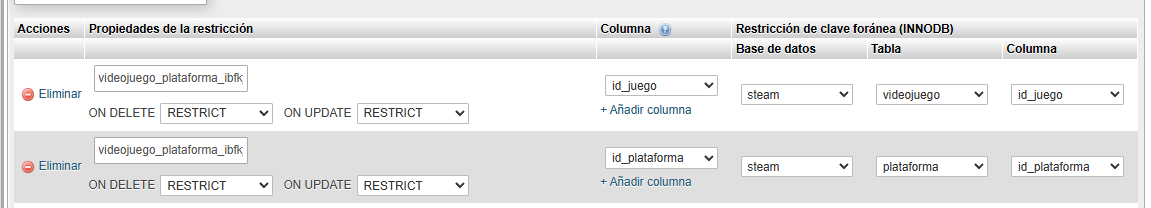 Acciones Propiedades de la restricción Columna Restricción de clave foránea (INNODB)
Base de datos Tabla Columna
Eliminar videojuego_plataforma_ibfk_ id_juego steam videojuego id_juego
ON DELETE RESTRICT ON UPDATE RESTRICT + Añadir columna
Eliminar videojuego_plataforma_ibfk_ id_plataforma steam plataforma id_plataforma
ON DELETE RESTRICT ON UPDATE RESTRICT + Añadir columna